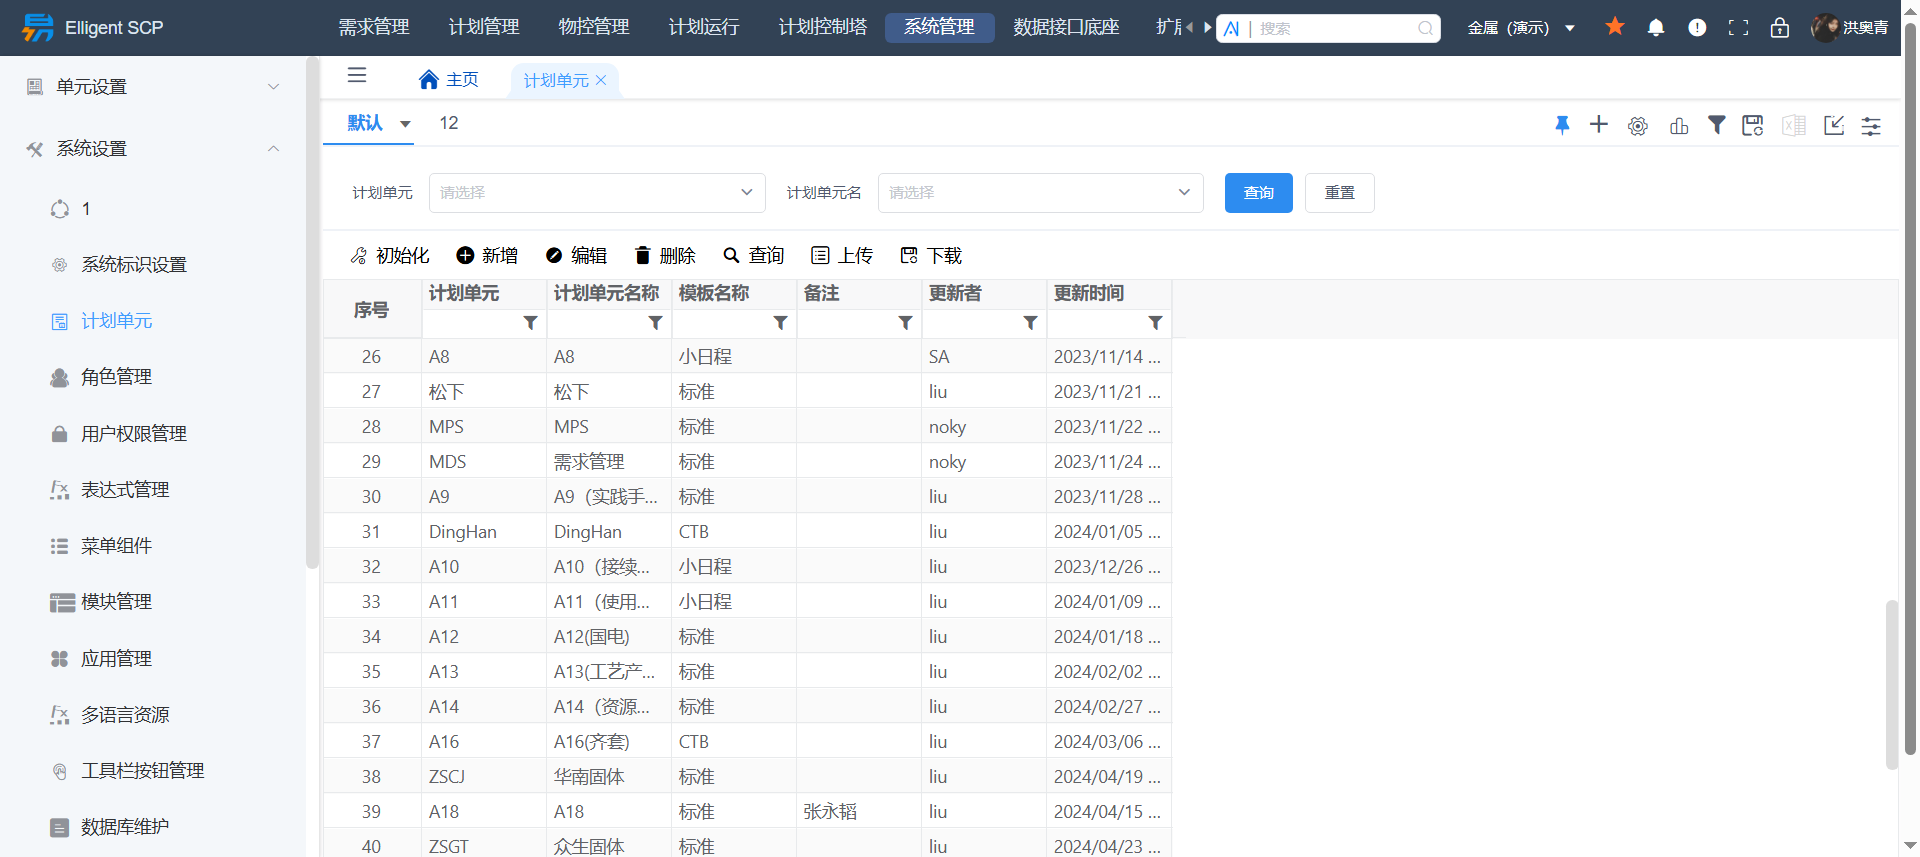 Elligent SCP
需求管理 计划管理 物控管理 计划运行 计划控制塔 系统管理 数据接口底座 扩 AI | 搜索 金属 (演示) 洪奥青
单元设置
系统设置
1
系统标识设置
计划单元
角色管理
用户权限管理
表达式管理
菜单组件
模块管理
应用管理
多语言资源
工具栏按钮管理
数据库维护
主页 计划单元
默认 12
计划单元 请选择 计划单元名 请选择 查询 重置
初始化 新增 编辑 删除 查询 上传 下载
序号 计划单元 计划单元名称 模板名称 备注 更新者 更新时间
26 A8 A8 小日程 SA 2023/11/14 ...
27 松下 松下 标准 liu 2023/11/21 ...
28 MPS MPS 标准 noky 2023/11/22 ...
29 MDS 需求管理 标准 noky 2023/11/24 ...
30 A9 A9（实践手... 标准 liu 2023/11/28 ...
31 DingHan DingHan CTB liu 2024/01/05 ...
32 A10 A10（接续... 小日程 liu 2023/12/26 ...
33 A11 A11（使用... 小日程 liu 2024/01/09 ...
34 A12 A12(国电) 标准 liu 2024/01/18 ...
35 A13 A13(工艺产... 标准 liu 2024/02/02 ...
36 A14 A14（资源... 标准 liu 2024/02/27 ...
37 A16 A16(齐套) CTB liu 2024/03/06 ...
38 ZSCJ 华南固体 标准 liu 2024/04/19 ...
39 A18 A18 标准 张永韬 liu 2024/04/15 ...
40 ZSGT 众生固体 标准 liu 2024/04/23 ...